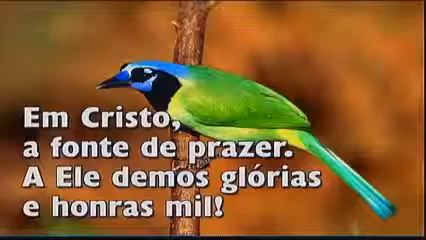 Em Cristo,
a fonte de prazer.
A Ele demos glórias
e honras mil!